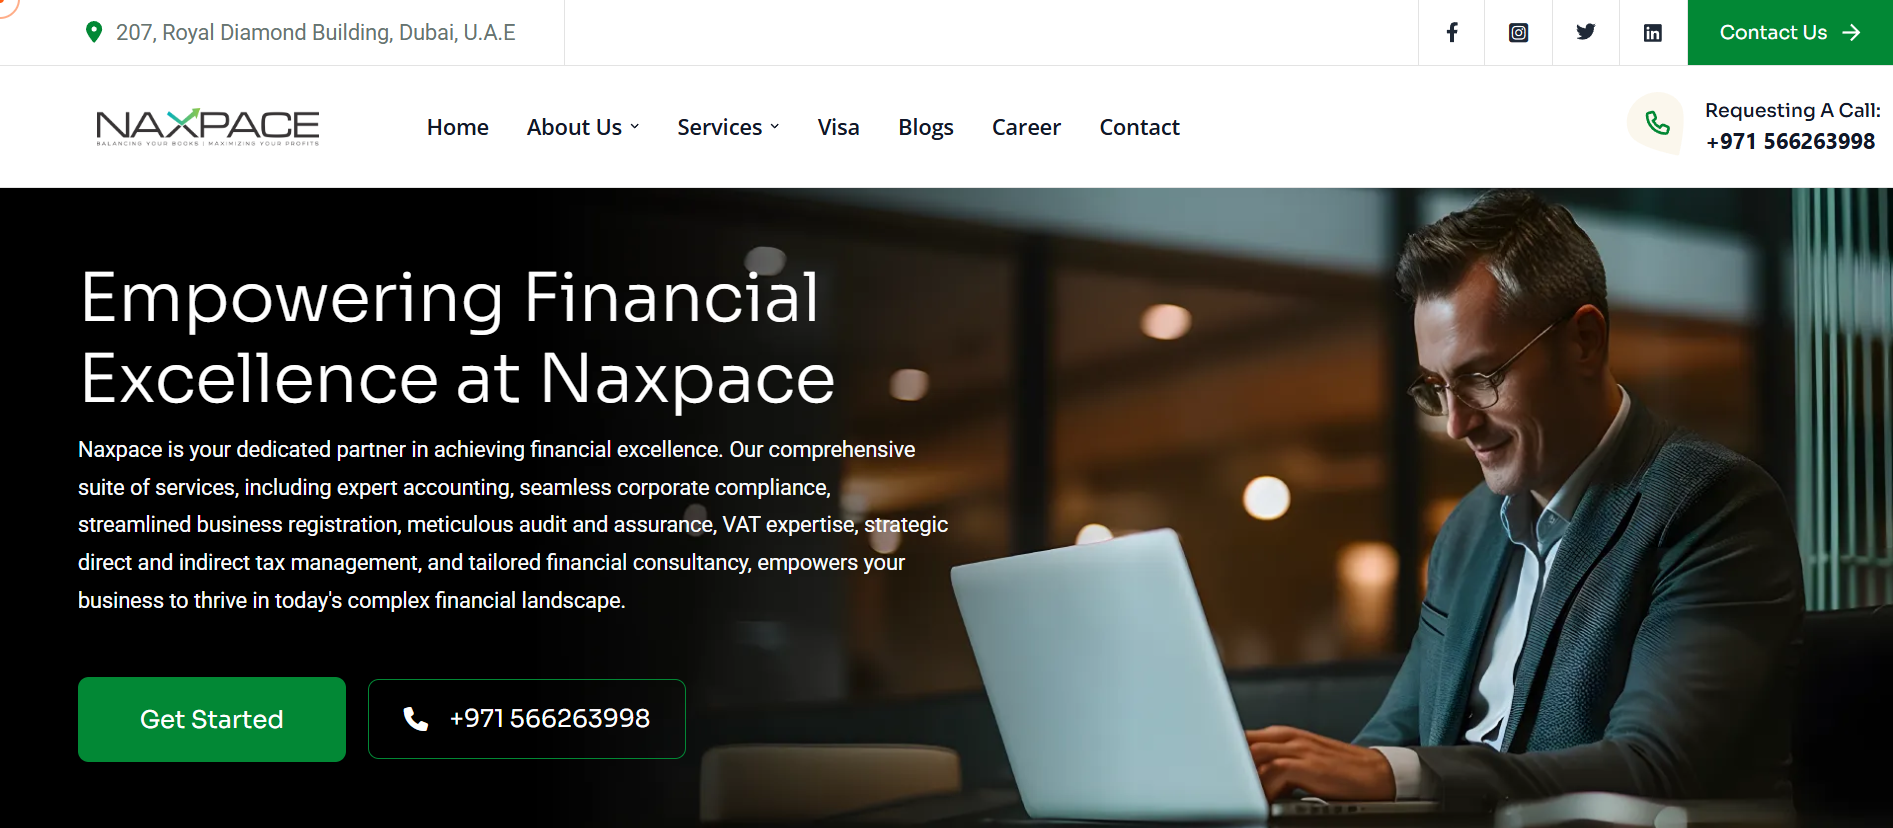 207, Royal Diamond Building, Dubai, U.A.E
Contact Us
NAXPACE
BALANCING YOUR BOOKS | MAXIMIZING YOUR PROFITS
Home About Us Services Visa Blogs Career Contact
Requesting A Call:
+971 566263998
Empowering Financial
Excellence at Naxpace
Naxpace is your dedicated partner in achieving financial excellence. Our comprehensive
suite of services, including expert accounting, seamless corporate compliance,
streamlined business registration, meticulous audit and assurance, VAT expertise, strategic
direct and indirect tax management, and tailored financial consultancy, empowers your
business to thrive in today's complex financial landscape.
Get Started
+971 566263998